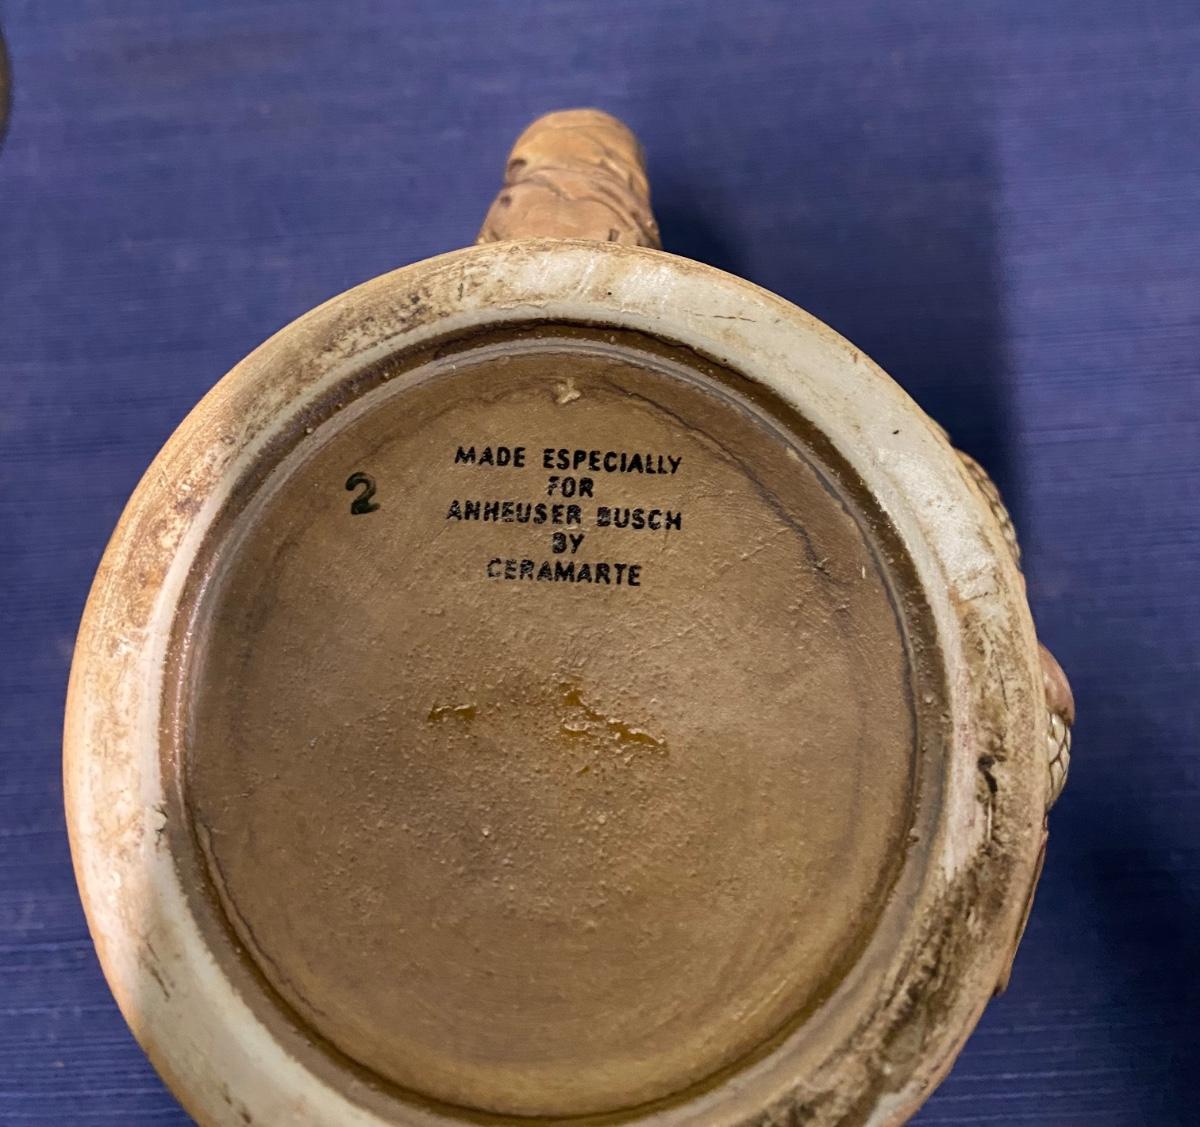 2
MADE ESPECIALLY
FOR
ANHEUSER BUSCH
BY
CERAMARTE